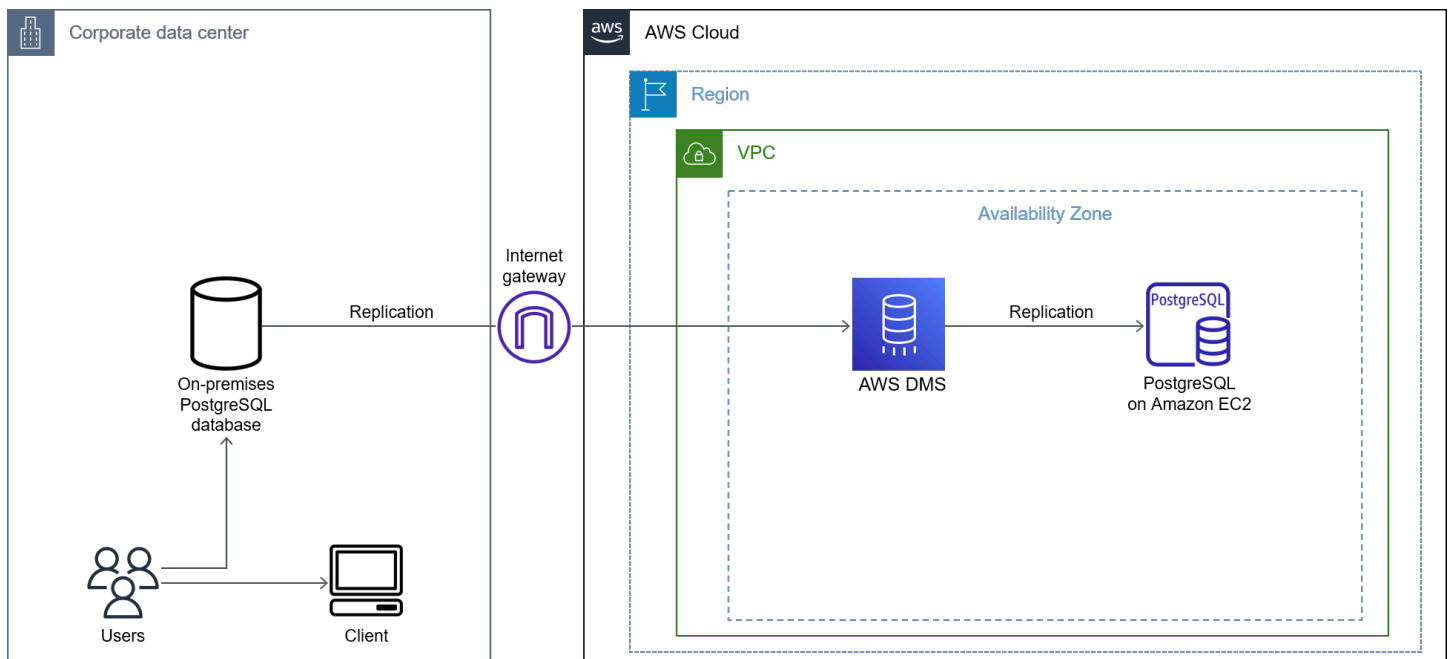 Corporate data center
aws
AWS Cloud
Region
VPC
Availability Zone
Internet
gateway
Replication
Replication
PostgreSQL
On-premises
PostgreSQL
database
AWS DMS
PostgreSQL
on Amazon EC2
Users
Client